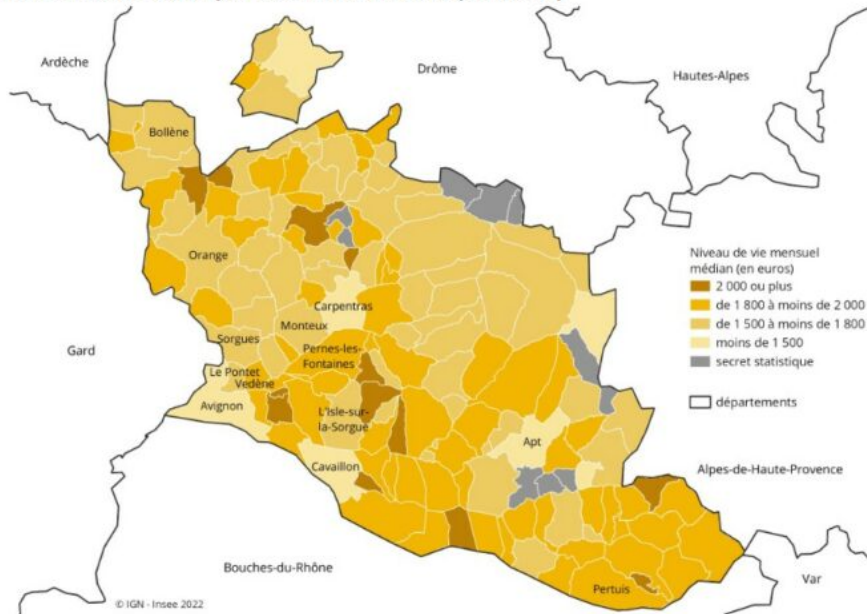 Ardèche
Drôme
Hautes-Alpes
Bollène
Orange
Niveau de vie mensuel
médian (en euros)
2 000 ou plus
de 1 800 à moins de 2 000
de 1 500 à moins de 1 800
moins de 1 500
secret statistique
départements
Carpentras
Monteux
Sorgues
Pernes-les-
Fontaines
Gard
Le Pontet
Vedène
Avignon
L'Isle-sur-
la-Sorgue
Apt
Cavaillon
Alpes-de-Haute-Provence
Bouches-du-Rhône
Var
Pertuis
© IGN - Insee 2022